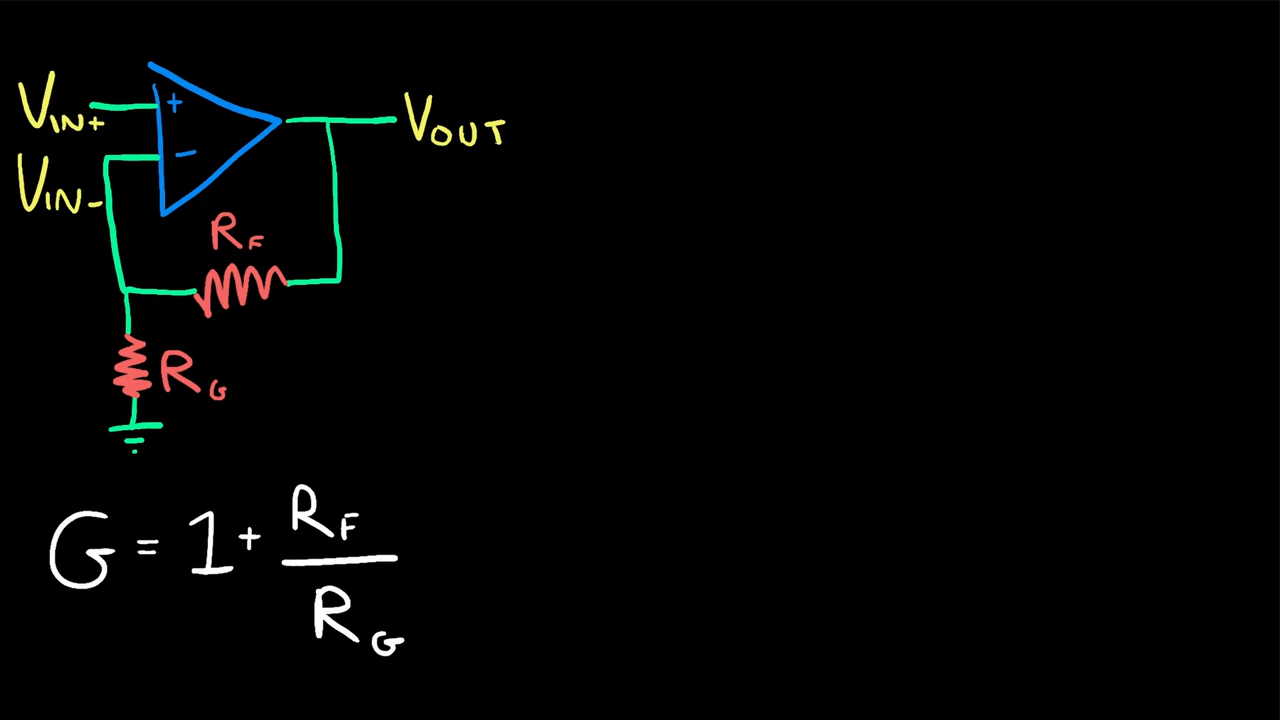 VIN+
+
VOUT
VIN-
-
RF
RG
G = 1 + RF / RG